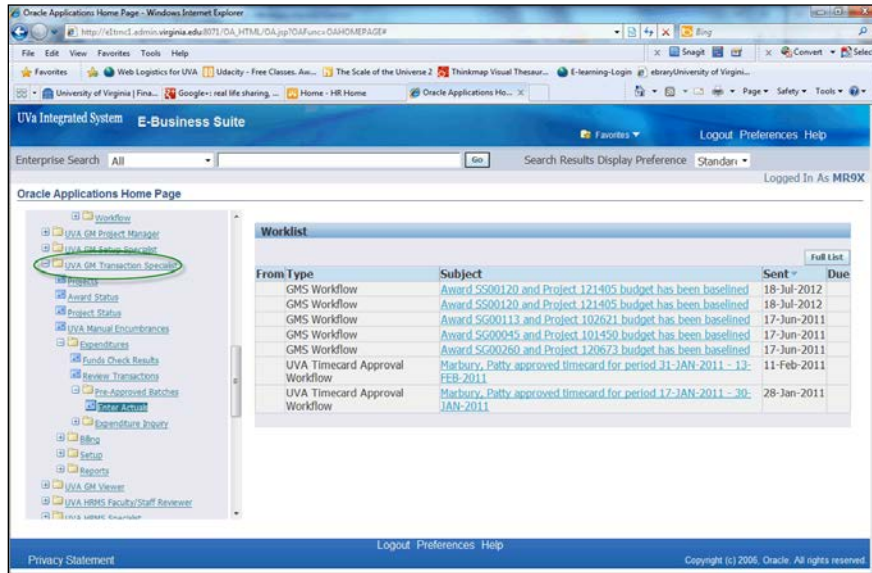 Oracle Applications Home Page - Windows Internet Explorer
http://e1tmc1.admin.virginia.edu:8071/OA_HTML/OA.jsp?OAFunc=OAHOMEPAGE#
Bing
File Edit View Favorites Tools Help
Snagit
Convert
Selec
Favorites
Web Logistics for UVA
Udacity - Free Classes. Aw...
The Scale of the Universe 2
Thinkmap Visual Thesaur...
E-learning-Login
ebraryUniversity of Virgini...
University of Virginia | Fina...
Google+: real life sharing, ...
Home - HR Home
Oracle Applications Ho...
Page Safety Tools
UVa Integrated System E-Business Suite
Favorites
Logout Preferences Help
Enterprise Search All
Go
Search Results Display Preference Standar
Logged In As MR9X
Oracle Applications Home Page
Workflow
UVA GM Project Manager
UVA GM Setup Specialist
UVA GM Transaction Specialist
Projects
Award Status
Project Status
UVA Manual Encumbrances
Expenditures
Funds Check Results
Review Transactions
Pre-Approved Batches
Enter Actuals
Expenditure Inquiry
Billing
Setup
Reports
UVA GM Viewer
UVA HRMS Faculty/Staff Reviewer
UVA HRMS Specialist
Worklist
Full List
From Type Subject Sent Due
GMS Workflow Award SS00120 and Project 121405 budget has been baselined 18-Jul-2012
GMS Workflow Award SS00120 and Project 121405 budget has been baselined 18-Jul-2012
GMS Workflow Award SG00113 and Project 102621 budget has been baselined 17-Jun-2011
GMS Workflow Award SG00045 and Project 101450 budget has been baselined 17-Jun-2011
GMS Workflow Award SG00260 and Project 120673 budget has been baselined 17-Jun-2011
UVA Timecard Approval Marbury, Patty approved timecard for period 31-JAN-2011 - 13- 11-Feb-2011
Workflow FEB-2011
UVA Timecard Approval Marbury, Patty approved timecard for period 17-JAN-2011 - 30- 28-Jan-2011
Workflow JAN-2011
Logout Preferences Help
Privacy Statement
Copyright (c) 2006, Oracle. All rights reserved.